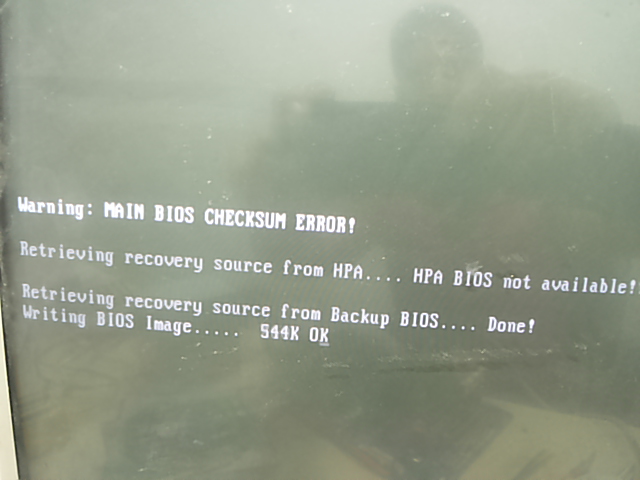 Warning: MAIN BIOS CHECKSUM ERROR!
Retrieving recovery source from HPA.... HPA BIOS not available!
Retrieving recovery source from Backup BIOS.... Done!
Writing BIOS Image..... 544K OK